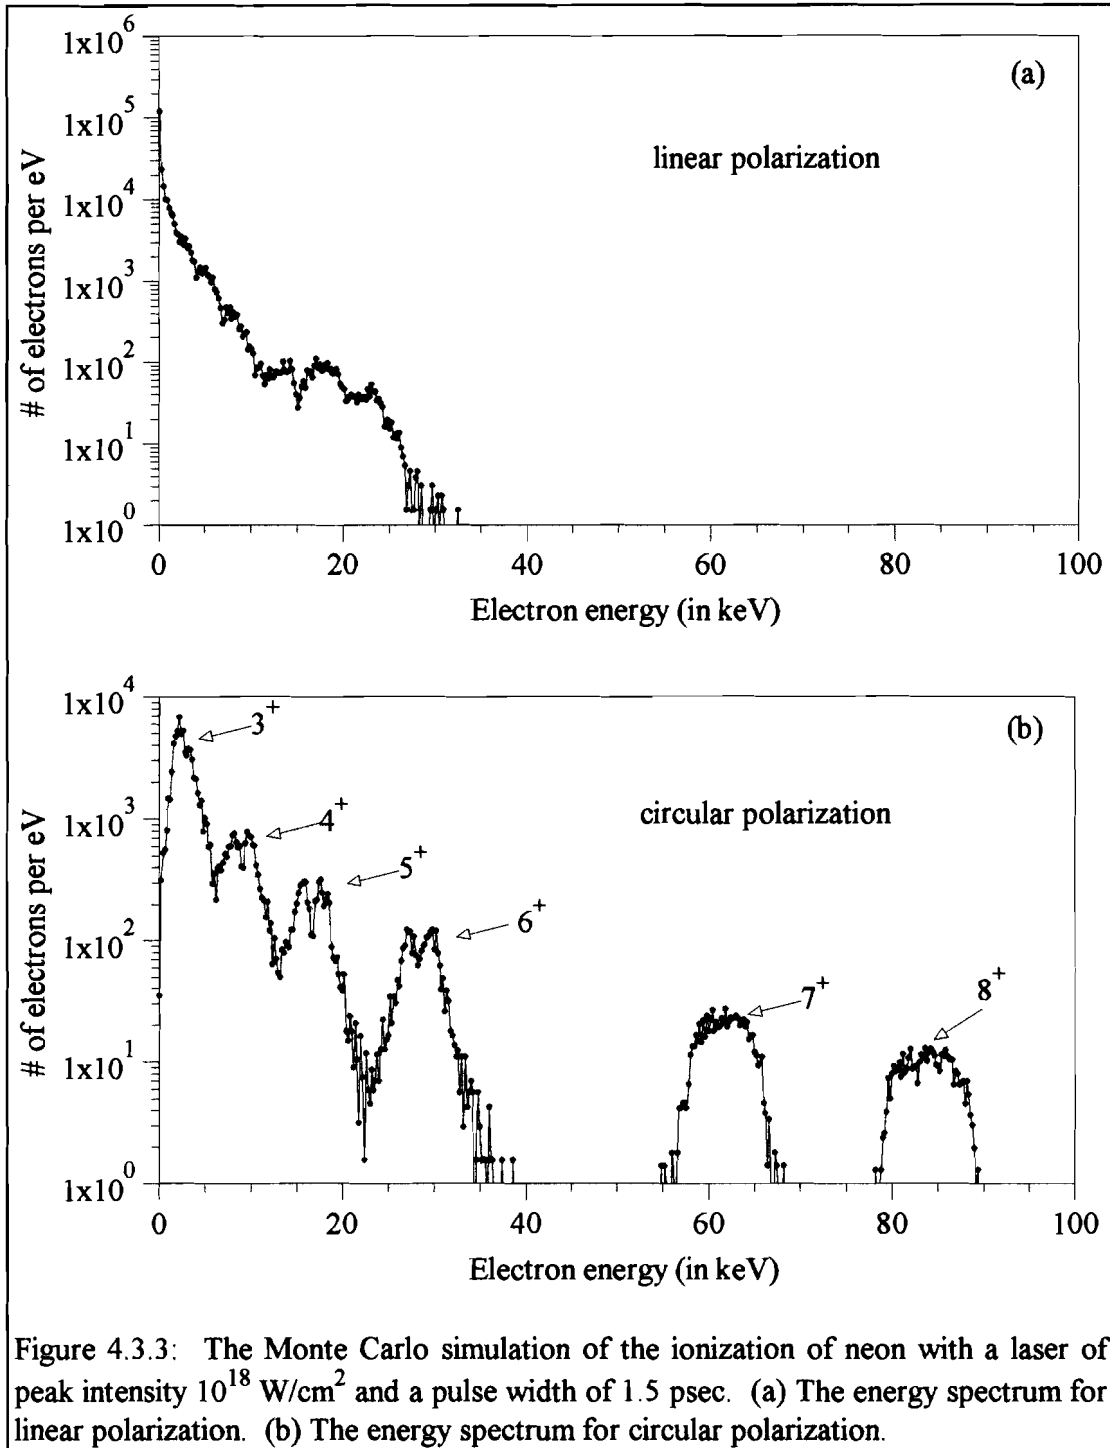 1x10^6
1x10^5
1x10^4
1x10^3
1x10^2
1x10^1
1x10^0
# of electrons per eV
(a)
linear polarization
0 20 40 60 80 100
Electron energy (in keV)
1x10^4
1x10^3
1x10^2
1x10^1
1x10^0
# of electrons per eV
(b)
circular polarization
3+
4+
5+
6+
7+
8+
0 20 40 60 80 100
Electron energy (in keV)
Figure 4.3.3: The Monte Carlo simulation of the ionization of neon with a laser of
peak intensity 10^18 W/cm^2 and a pulse width of 1.5 psec. (a) The energy spectrum for
linear polarization. (b) The energy spectrum for circular polarization.